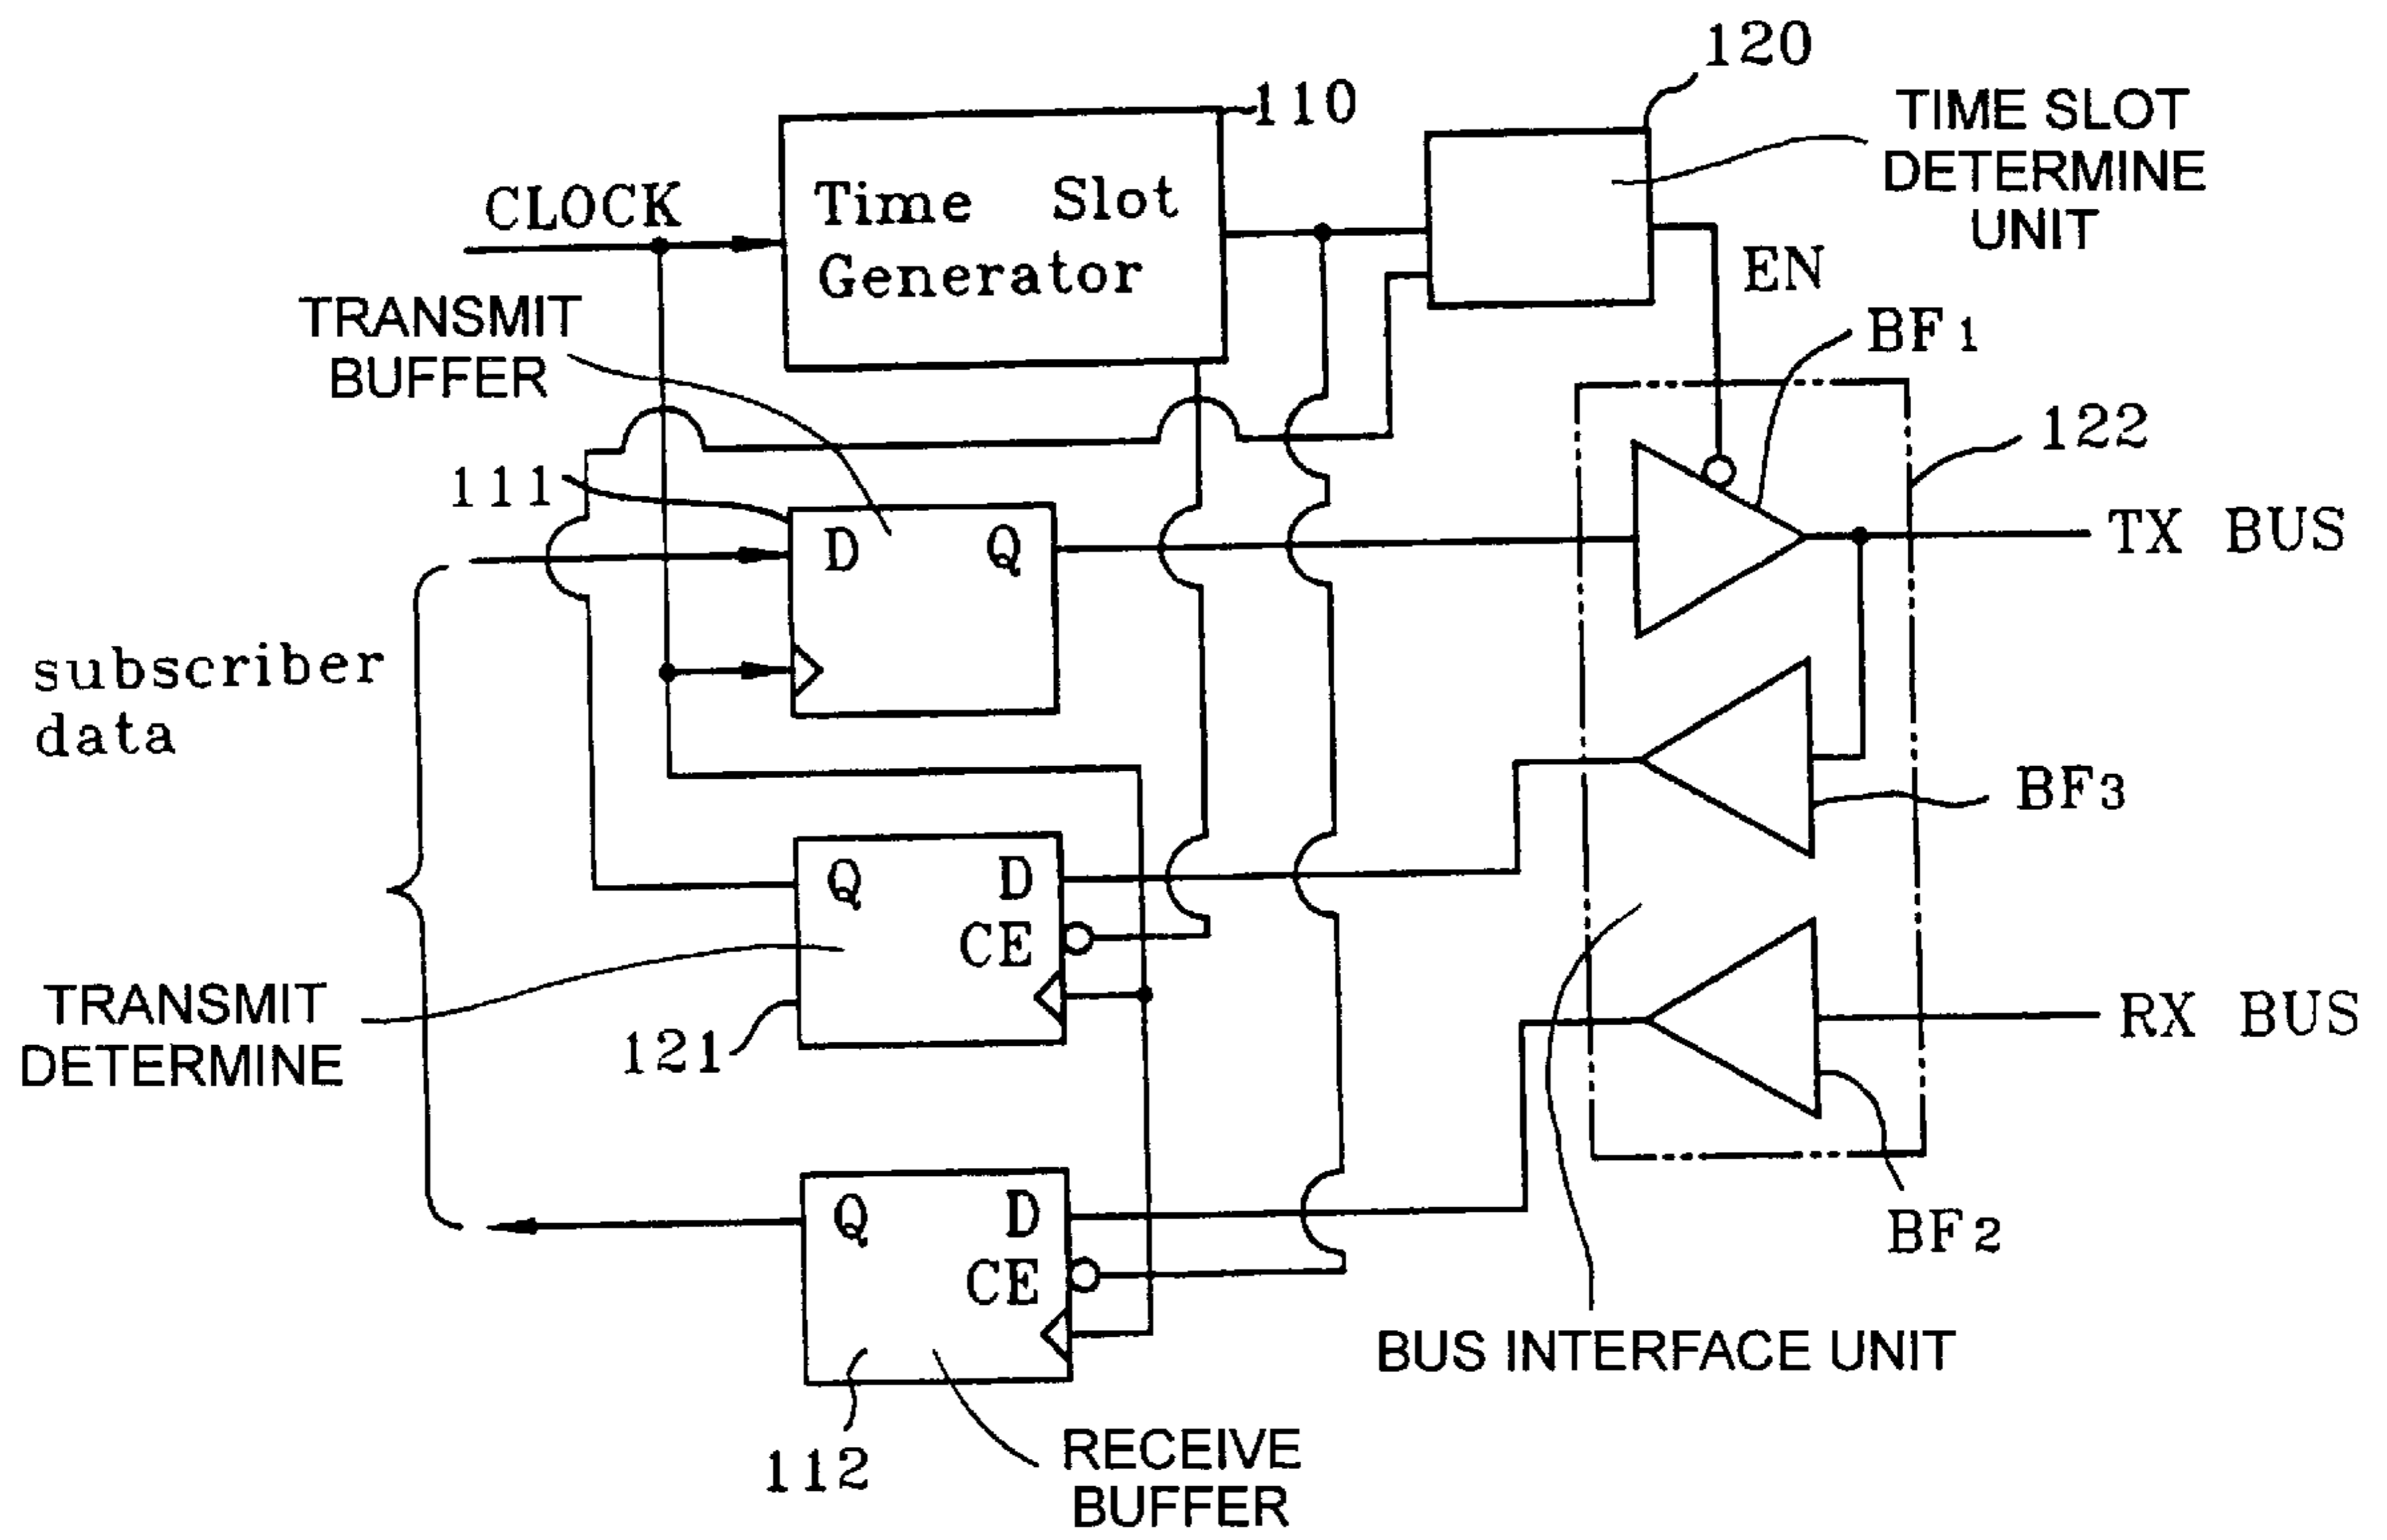 120
110
TIME SLOT
DETERMINE
UNIT
CLOCK
Time Slot
Generator
EN
TRANSMIT
BUFFER
BF1
122
111
D Q
TX BUS
subscriber
data
BF3
Q D
CE
TRANSMIT
DETERMINE
121
RX BUS
Q D
CE
BF2
BUS INTERFACE UNIT
112
RECEIVE
BUFFER